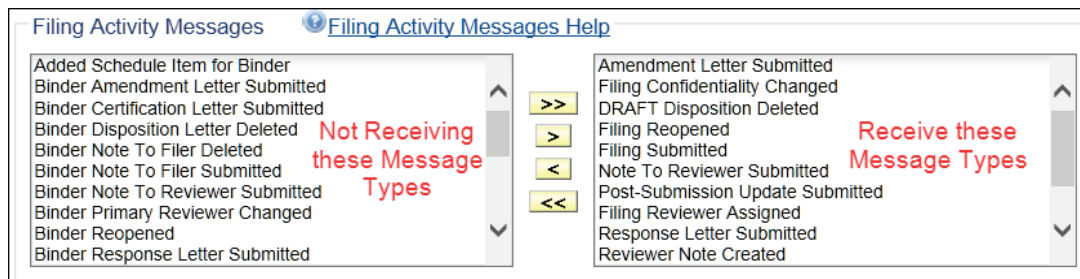 Filing Activity Messages
Filing Activity Messages Help
Added Schedule Item for Binder
Binder Amendment Letter Submitted
Binder Certification Letter Submitted
Binder Disposition Letter Deleted
Binder Note To Filer Deleted
Binder Note To Filer Submitted
Binder Note To Reviewer Submitted
Binder Primary Reviewer Changed
Binder Reopened
Binder Response Letter Submitted
Not Receiving
these Message
Types
>>
>
<
<<
Amendment Letter Submitted
Filing Confidentiality Changed
DRAFT Disposition Deleted
Filing Reopened
Filing Submitted
Note To Reviewer Submitted
Post-Submission Update Submitted
Filing Reviewer Assigned
Response Letter Submitted
Reviewer Note Created
Receive these
Message Types